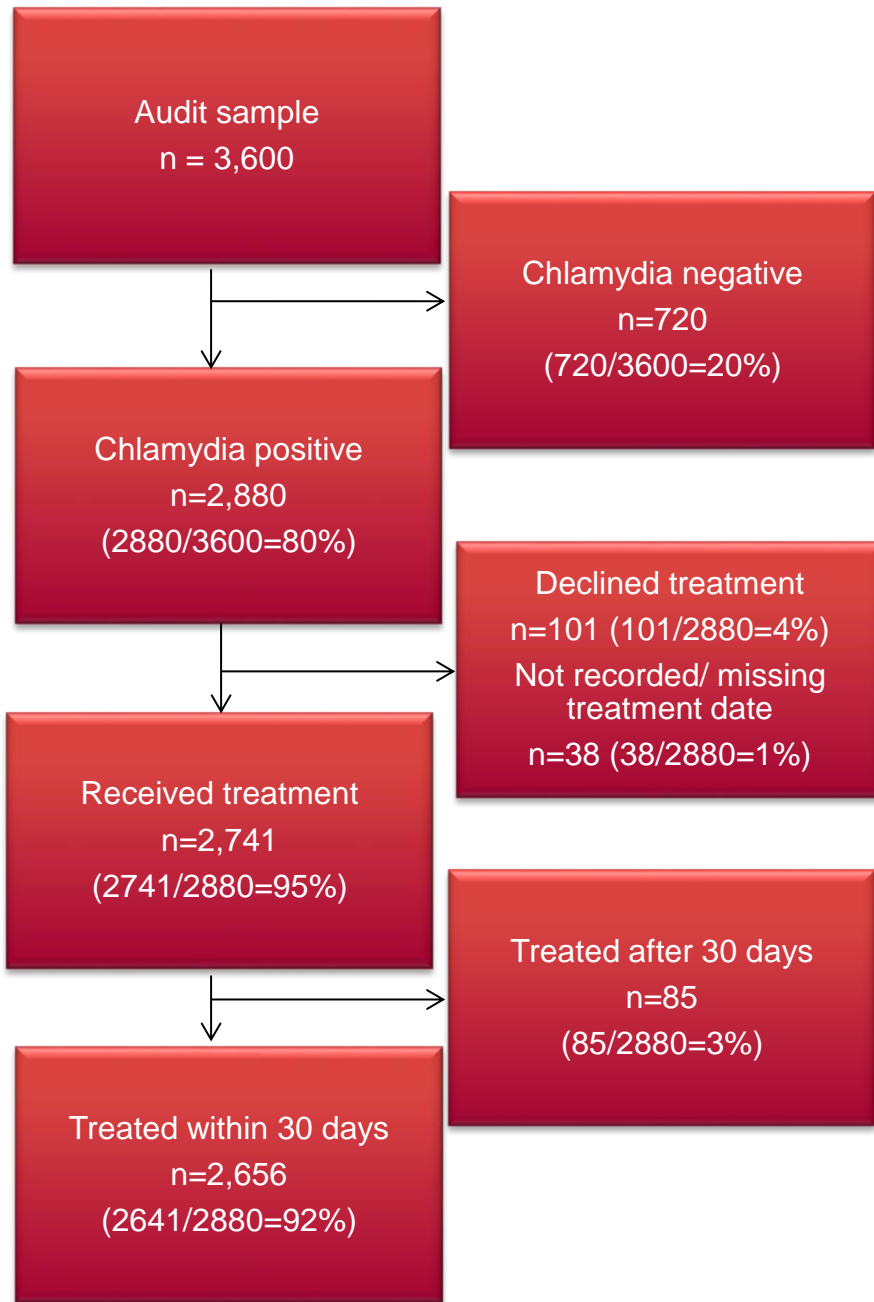 Audit sample
n = 3,600
Chlamydia negative
n=720
(720/3600=20%)
Chlamydia positive
n=2,880
(2880/3600=80%)
Declined treatment
n=101 (101/2880=4%)
Not recorded/ missing
treatment date
n=38 (38/2880=1%)
Received treatment
n=2,741
(2741/2880=95%)
Treated after 30 days
n=85
(85/2880=3%)
Treated within 30 days
n=2,656
(2641/2880=92%)